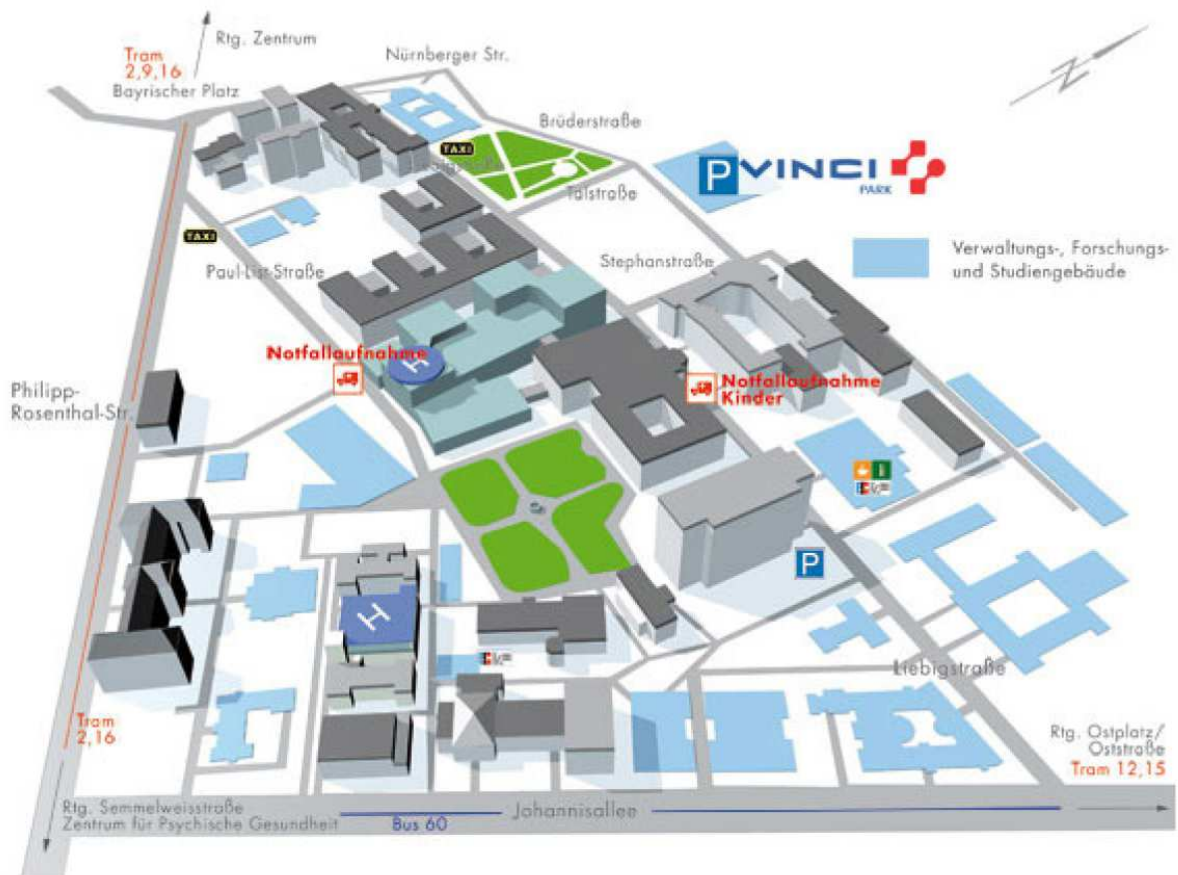 Rtg. Zentrum
Tram
2,9,16
Bayrischer Platz
Nürnberger Str.
N
Brüderstraße
TAXI
P VINCI
PARK
Talstraße
TAXI
Paul-List-Straße
Stephanstraße
Verwaltungs-, Forschungs-
und Studiengebäude
Notfallaufnahme
H
Notfallaufnahme
Kinder
Philipp-
Rosenthal-Str.
P
H
Liebigstraße
Tram
2,16
Rtg. Ostplatz/
Oststraße
Tram 12,15
Rtg. Semmelweisstraße
Zentrum für Psychische Gesundheit
Bus 60
Johannisallee